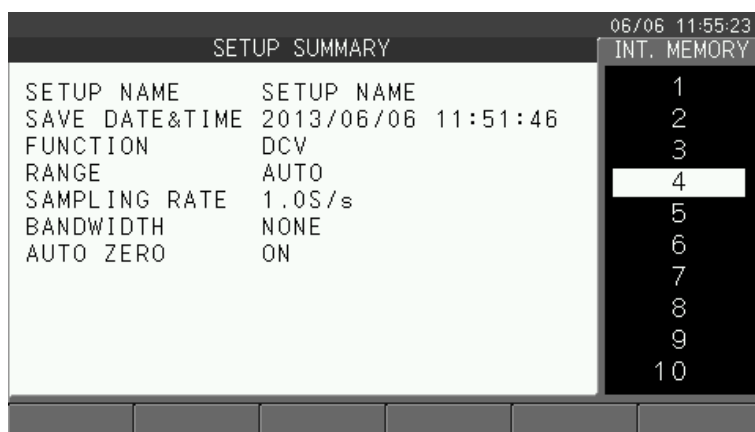 06/06 11:55:23
SETUP SUMMARY
INT. MEMORY
SETUP NAME SETUP NAME
SAVE DATE&TIME 2013/06/06 11:51:46
FUNCTION DCV
RANGE AUTO
SAMPLING RATE 1.0S/s
BANDWIDTH NONE
AUTO ZERO ON
1
2
3
4
5
6
7
8
9
10